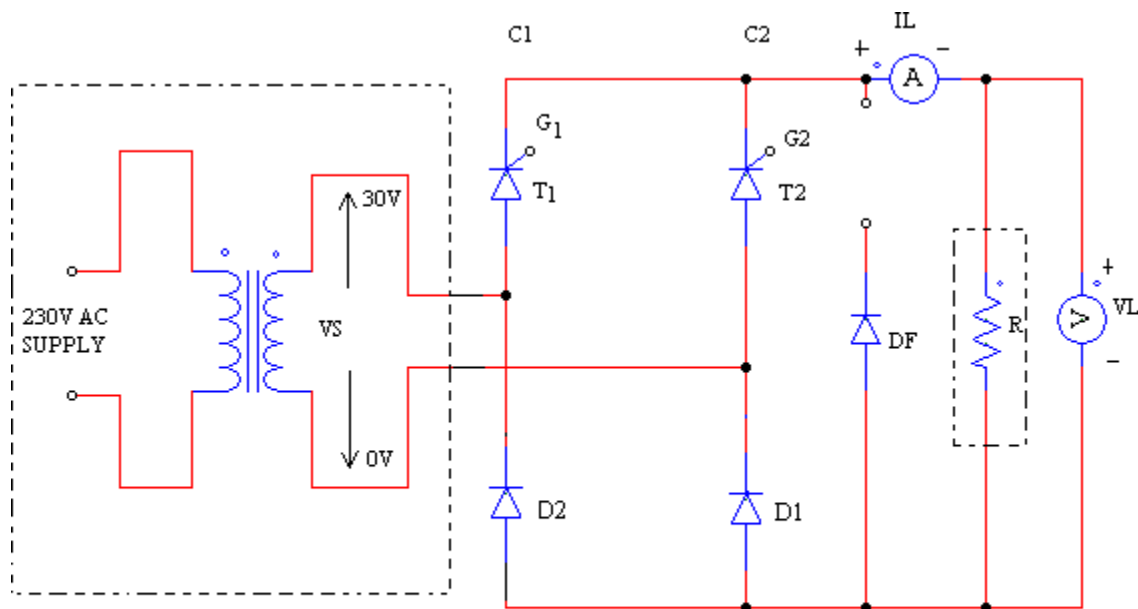 C1
C2
IL
+
-
A
G1
G2
T1
T2
30V
230V AC
SUPPLY
VS
0V
DF
R
V
VL
+
-
D2
D1